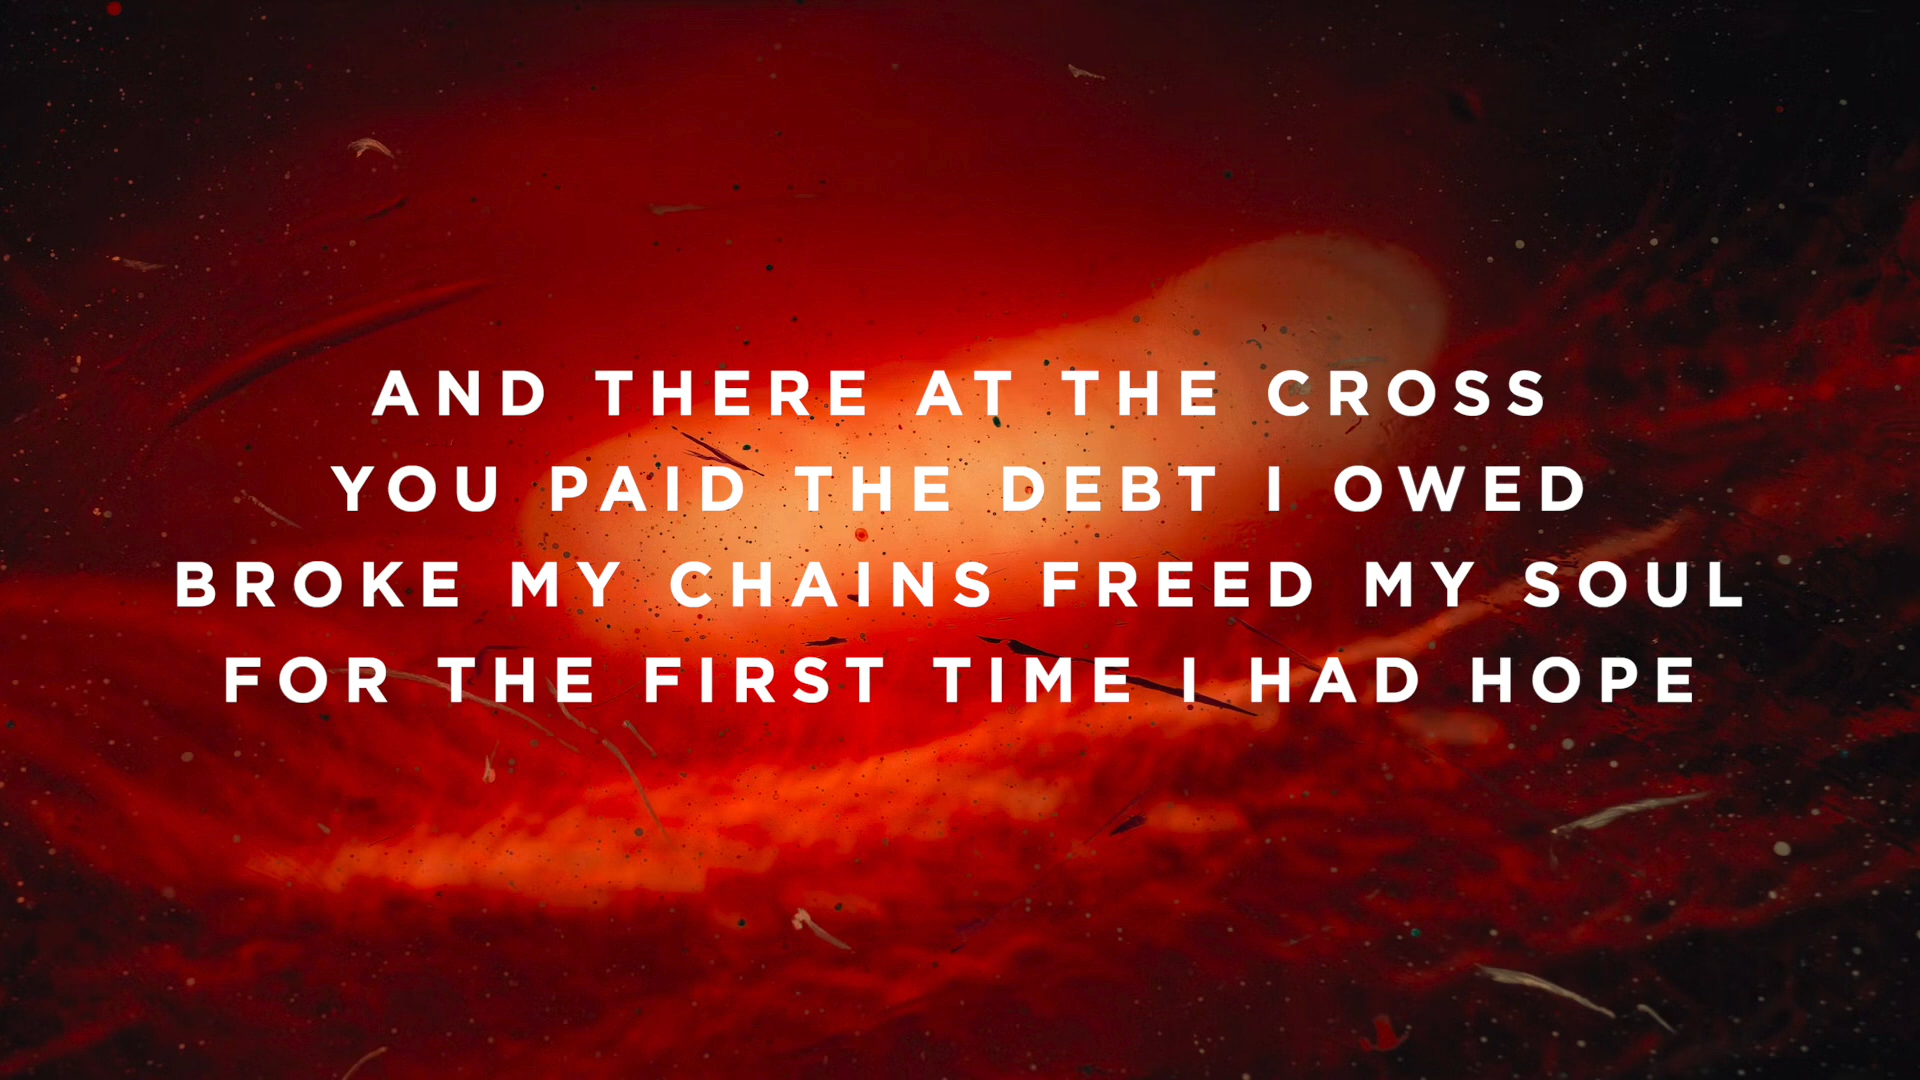 AND THERE AT THE CROSS
YOU PAID THE DEBT I OWED
BROKE MY CHAINS FREED MY SOUL
FOR THE FIRST TIME I HAD HOPE